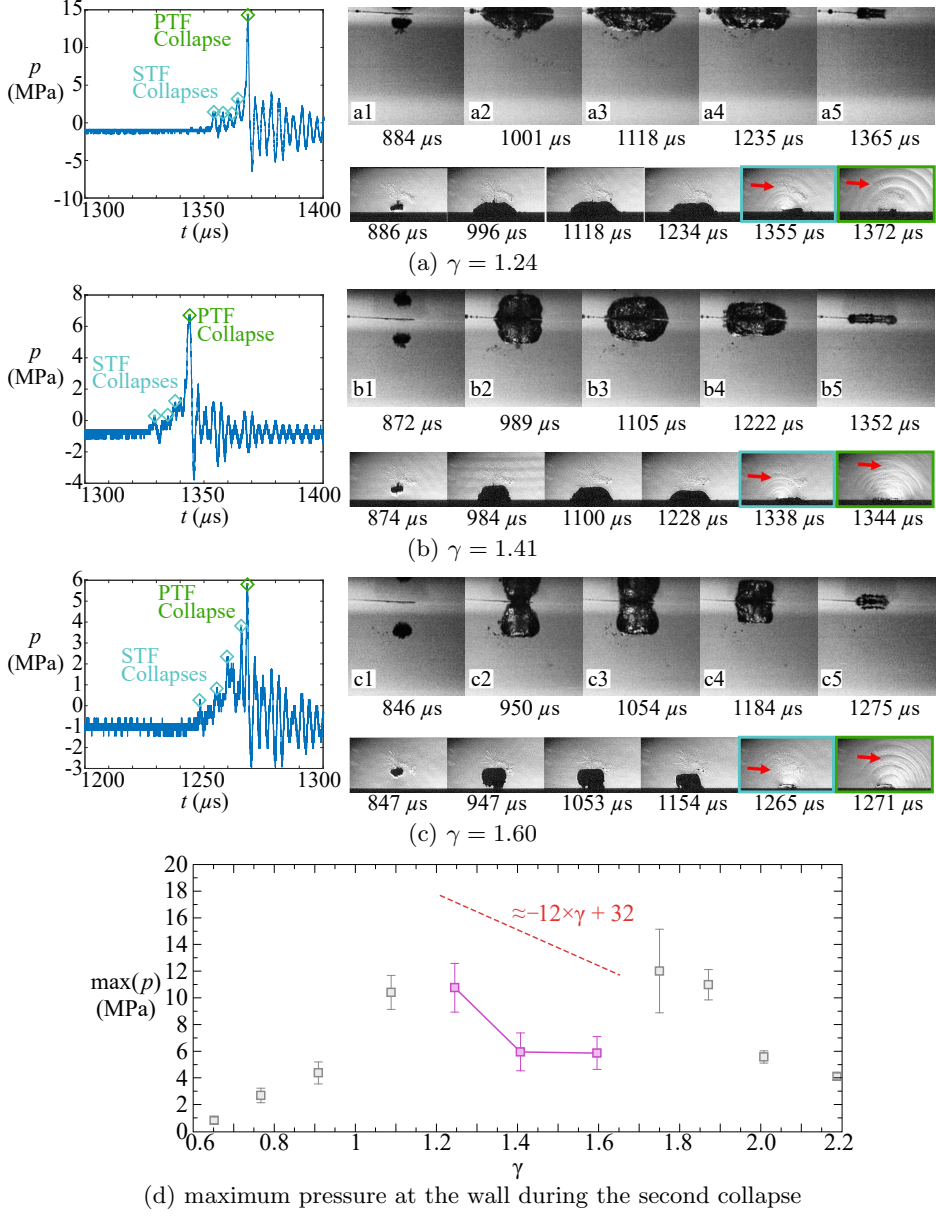 15
10
5
0
−5
−10
p
(MPa)
PTF
Collapse
STF
Collapses
1300
1350
1400
t (µs)
a1
a2
a3
a4
a5
884 µs
1001 µs
1118 µs
1235 µs
1365 µs
886 µs
996 µs
1118 µs
1234 µs
1355 µs
1372 µs
(a) γ = 1.24
8
6
4
2
0
−2
−4
p
(MPa)
PTF
Collapse
STF
Collapses
1300
1350
1400
t (µs)
b1
b2
b3
b4
b5
872 µs
989 µs
1105 µs
1222 µs
1352 µs
874 µs
984 µs
1100 µs
1228 µs
1338 µs
1344 µs
(b) γ = 1.41
6
5
4
3
2
1
0
-1
-2
-3
p
(MPa)
PTF
Collapse
STF
Collapses
1200
1250
1300
t (µs)
c1
c2
c3
c4
c5
846 µs
950 µs
1054 µs
1184 µs
1275 µs
847 µs
947 µs
1053 µs
1154 µs
1265 µs
1271 µs
(c) γ = 1.60
20
18
16
14
12
10
8
6
4
2
0
max(p)
(MPa)
≈−12×γ + 32
0.6
0.8
1
1.2
1.4
1.6
1.8
2.0
2.2
γ
(d) maximum pressure at the wall during the second collapse